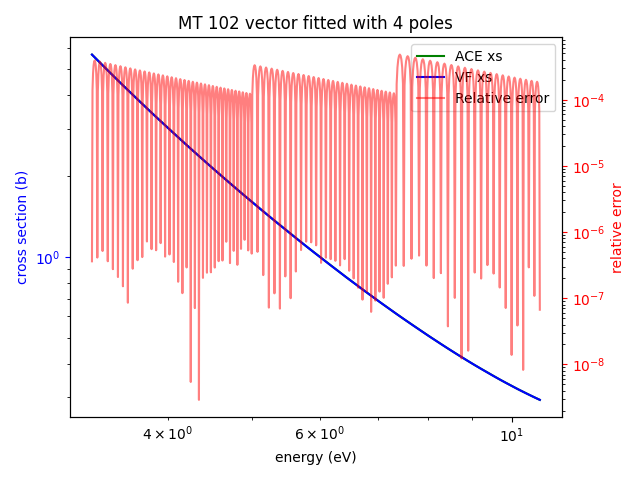 MT 102 vector fitted with 4 poles
ACE xs
VF xs
Relative error
cross section (b)
10⁰
10⁻⁴
10⁻⁵
10⁻⁶
10⁻⁷
10⁻⁸
relative error
4 × 10⁰
6 × 10⁰
10¹
energy (eV)